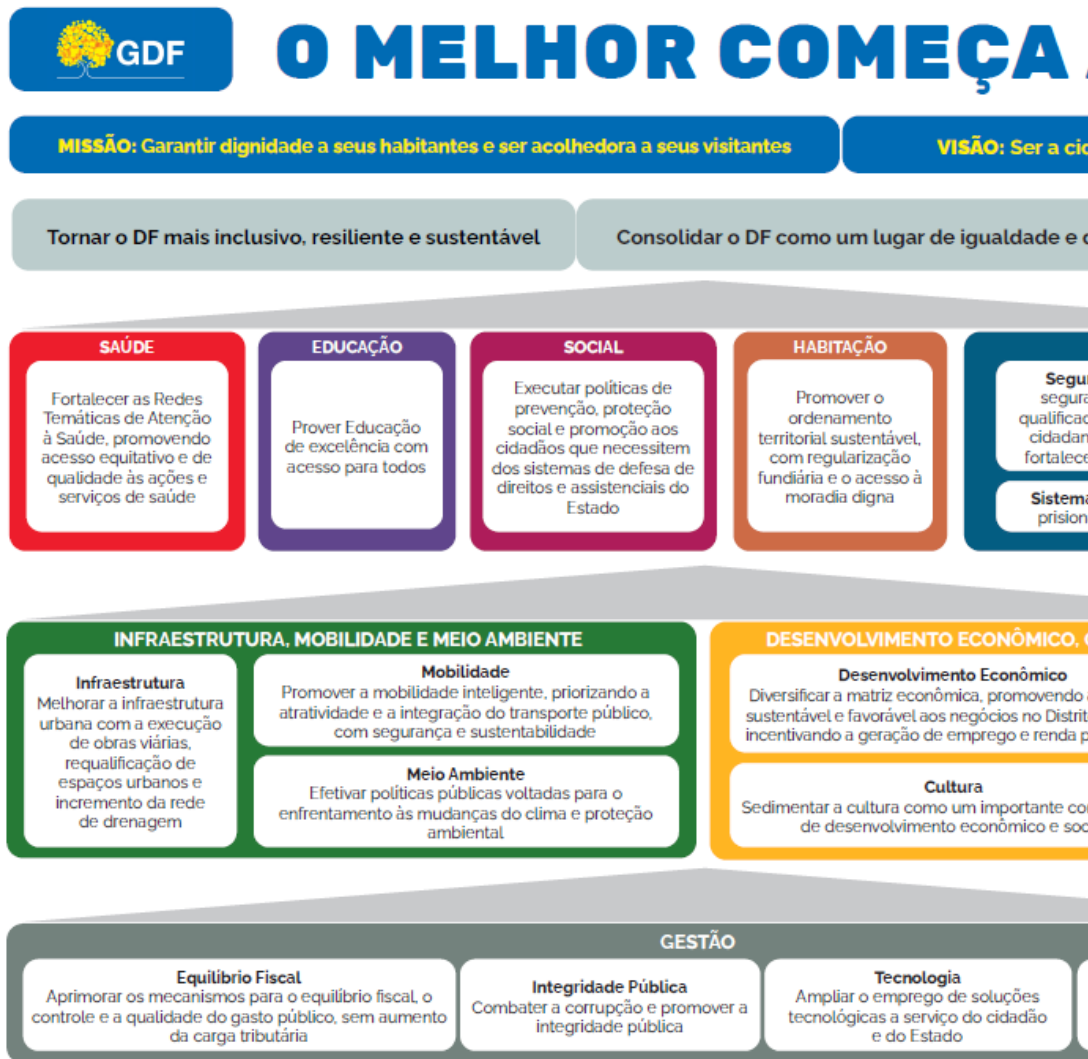 GDF
O MELHOR COMEÇA
MISSÃO: Garantir dignidade a seus habitantes e ser acolhedora a seus visitantes
VISÃO: Ser a
Tornar o DF mais inclusivo, resiliente e sustentável
Consolidar o DF como um lugar de igualdade e
SAÚDE
Fortalecer as Redes
Temáticas de Atenção
à Saúde, promovendo
acesso equitativo e de
qualidade às ações e
serviços de saúde
EDUCAÇÃO
Prover Educação
de excelência com
acesso para todos
SOCIAL
Executar políticas de
prevenção, proteção
social e promoção aos
cidadãos que necessitem
dos sistemas de defesa de
direitos e assistenciais do
Estado
HABITAÇÃO
Promover o
ordenamento
territorial sustentável,
com regularização
fundiária e o acesso à
moradia digna
INFRAESTRUTURA, MOBILIDADE E MEIO AMBIENTE
Infraestrutura
Melhorar a infraestrutura
urbana com a execução
de obras viárias,
requalificação de
espaços urbanos e
incremento da rede
de drenagem
Mobilidade
Promover a mobilidade inteligente, priorizando a
atratividade e a integração do transporte público,
com segurança e sustentabilidade
Meio Ambiente
Efetivar políticas públicas voltadas para o
enfrentamento às mudanças do clima e proteção
ambiental
DESENVOLVIMENTO ECONÔMICO,
Desenvolvimento Econômico
Diversificar a matriz econômica, promovendo
sustentável e favorável aos negócios no
incentivando a geração de emprego e renda
Cultura
Sedimentar a cultura como um importante
de desenvolvimento econômico e
GESTÃO
Equilíbrio Fiscal
Aprimorar os mecanismos para o equilíbrio fiscal, o
controle e a qualidade do gasto público, sem aumento
da carga tributária
Integridade Pública
Combater a corrupção e promover a
integridade pública
Tecnologia
Ampliar o emprego de soluções
tecnológicas a serviço do cidadão
e do Estado